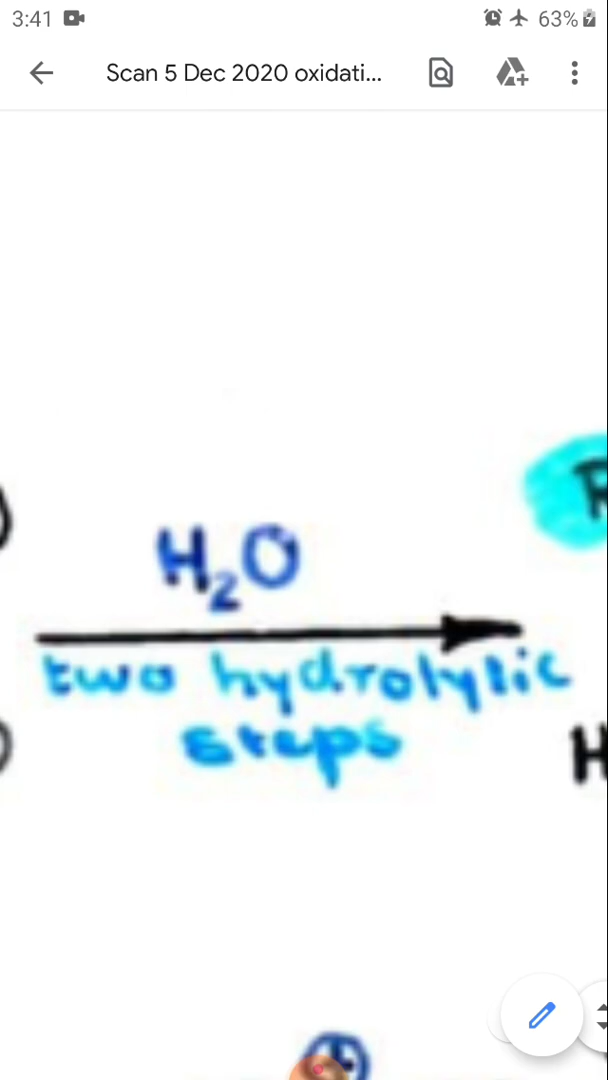 3:41 63%
Scan 5 Dec 2020 oxidati...
H₂O
two hydrolytic
steps
H